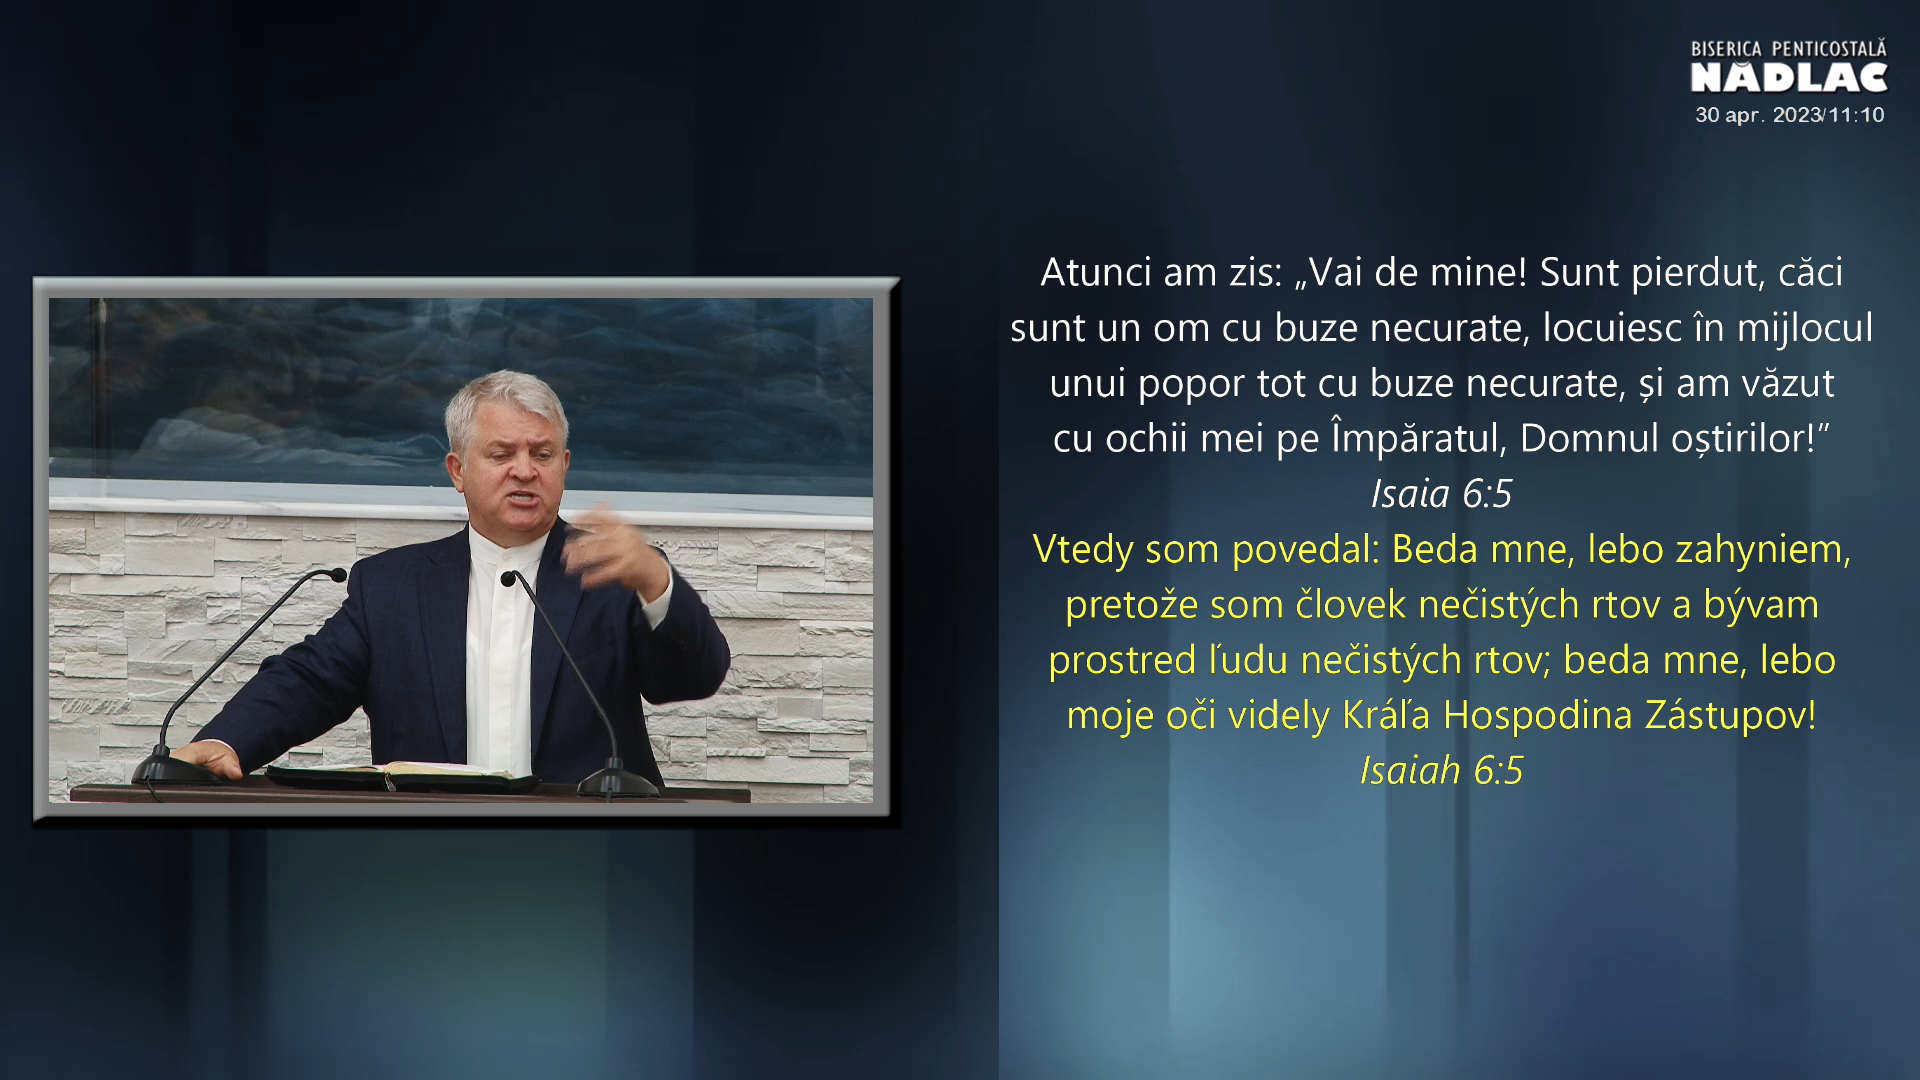 BISERICA PENTICOSTALĂ
NĂDLAC
30 apr. 2023/11:10
Atunci am zis: „Vai de mine! Sunt pierdut, căci
sunt un om cu buze necurate, locuiesc în mijlocul
unui popor tot cu buze necurate, și am văzut
cu ochii mei pe Împăratul, Domnul oștirilor!”
Isaia 6:5
Vtedy som povedal: Beda mne, lebo zahyniem,
pretože som človek nečistých rtov a bývam
prostred ľudu nečistých rtov; beda mne, lebo
moje oči videly Kráľa Hospodina Zástupov!
Isaiah 6:5